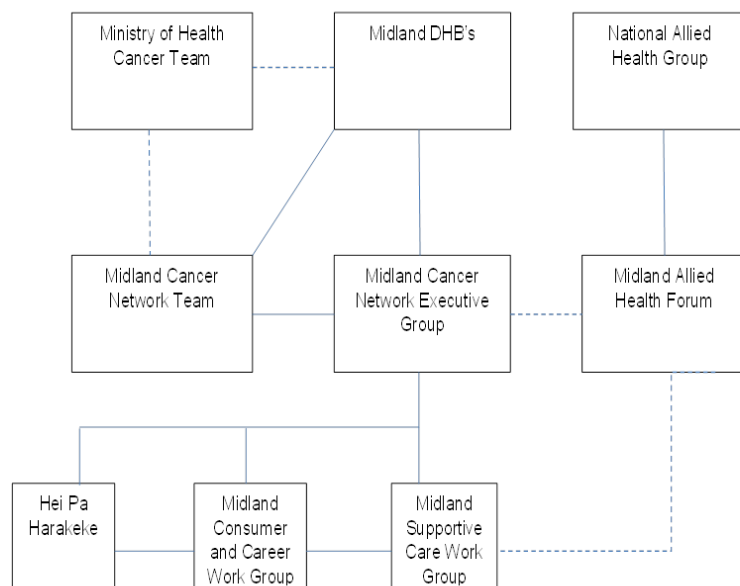 Ministry of Health
Cancer Team
Midland DHB's
National Allied
Health Group
Midland Cancer
Network Team
Midland Cancer
Network Executive
Group
Midland Allied
Health Forum
Hei Pa
Harakeke
Midland
Consumer
and Career
Work Group
Midland
Supportive
Care Work
Group